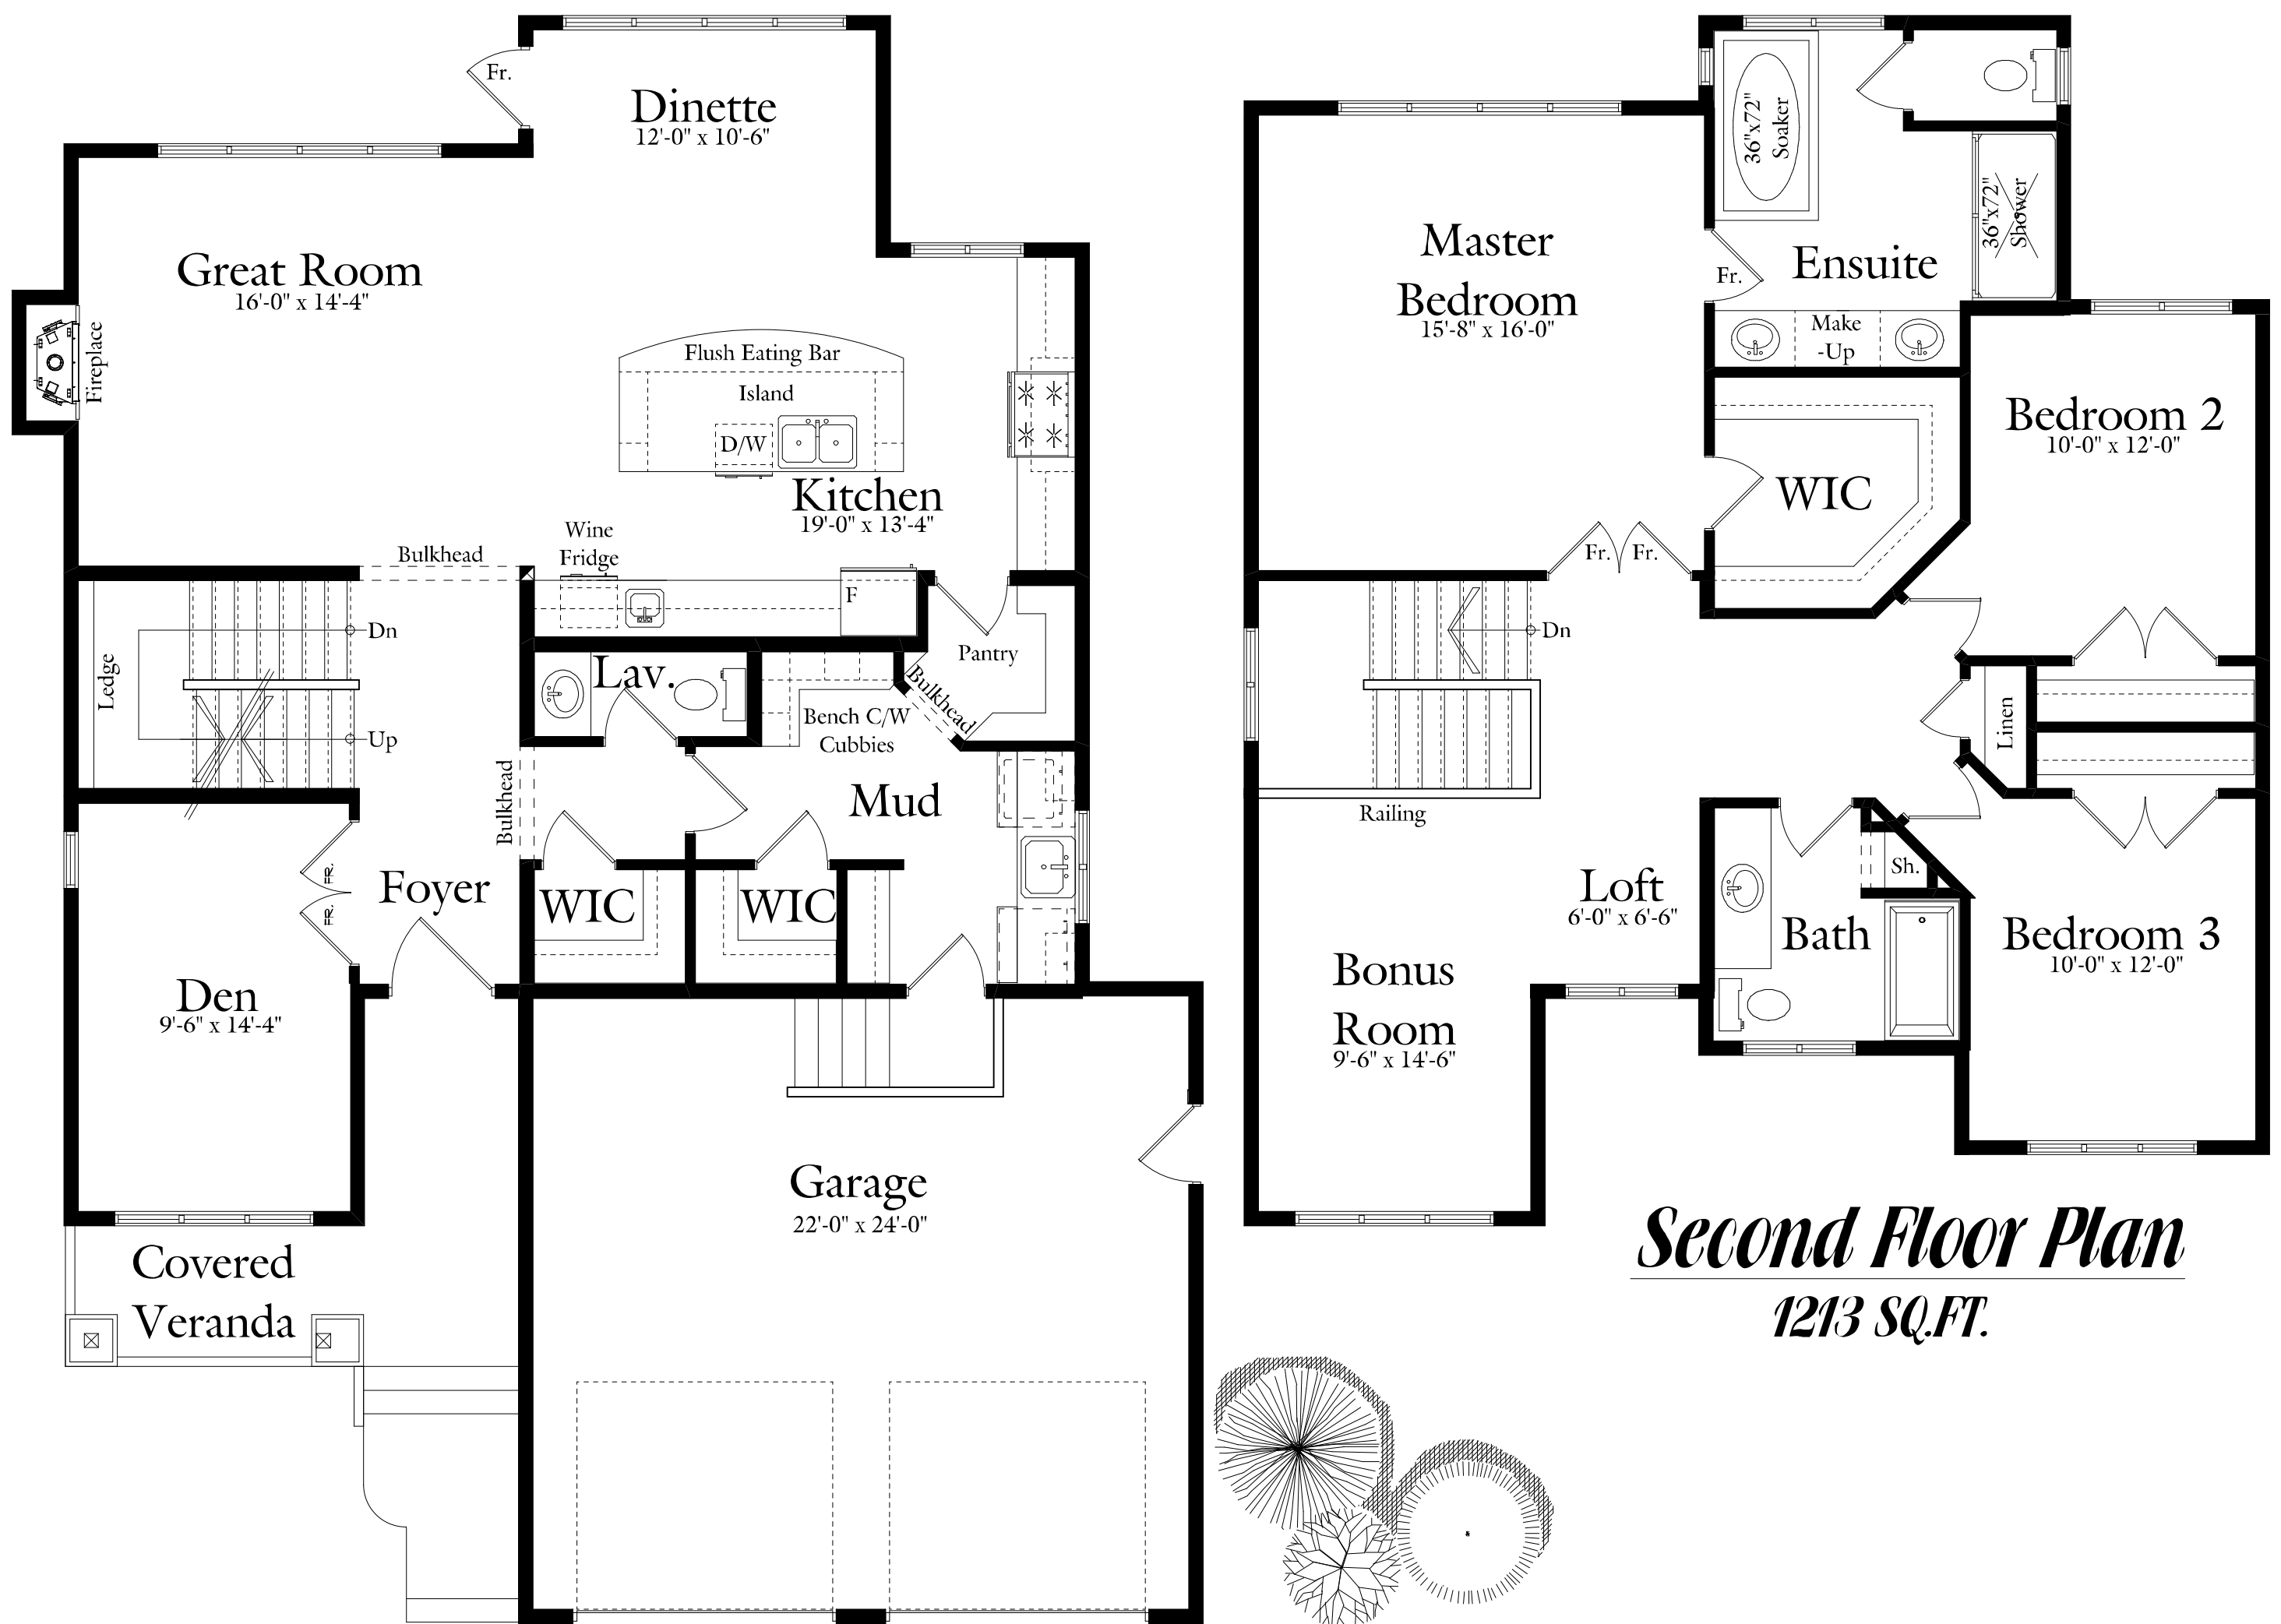 Fr.
Dinette
12'-0" x 10'-6"
Great Room
16'-0" x 14'-4"
Fireplace
Flush Eating Bar
Island
D/W
Kitchen
19'-0" x 13'-4"
Wine
Fridge
Bulkhead
F
Dn
Ledge
Up
Lav.
Pantry
Bulkhead
Bench C/W
Cubbies
Bulkhead
Mud
Foyer
Fr.
Fr.
WIC
WIC
Den
9'-6" x 14'-4"
Garage
22'-0" x 24'-0"
Covered
Veranda
36"x72"
Soaker
36"x72"
Shower
Master
Bedroom
15'-8" x 16'-0"
Fr.
Ensuite
Make
-Up
Bedroom 2
10'-0" x 12'-0"
WIC
Fr.
Fr.
Dn
Linen
Railing
Loft
6'-0" x 6'-6"
Sh.
Bath
Bedroom 3
10'-0" x 12'-0"
Bonus
Room
9'-6" x 14'-6"
Second Floor Plan
1213 SQ.FT.